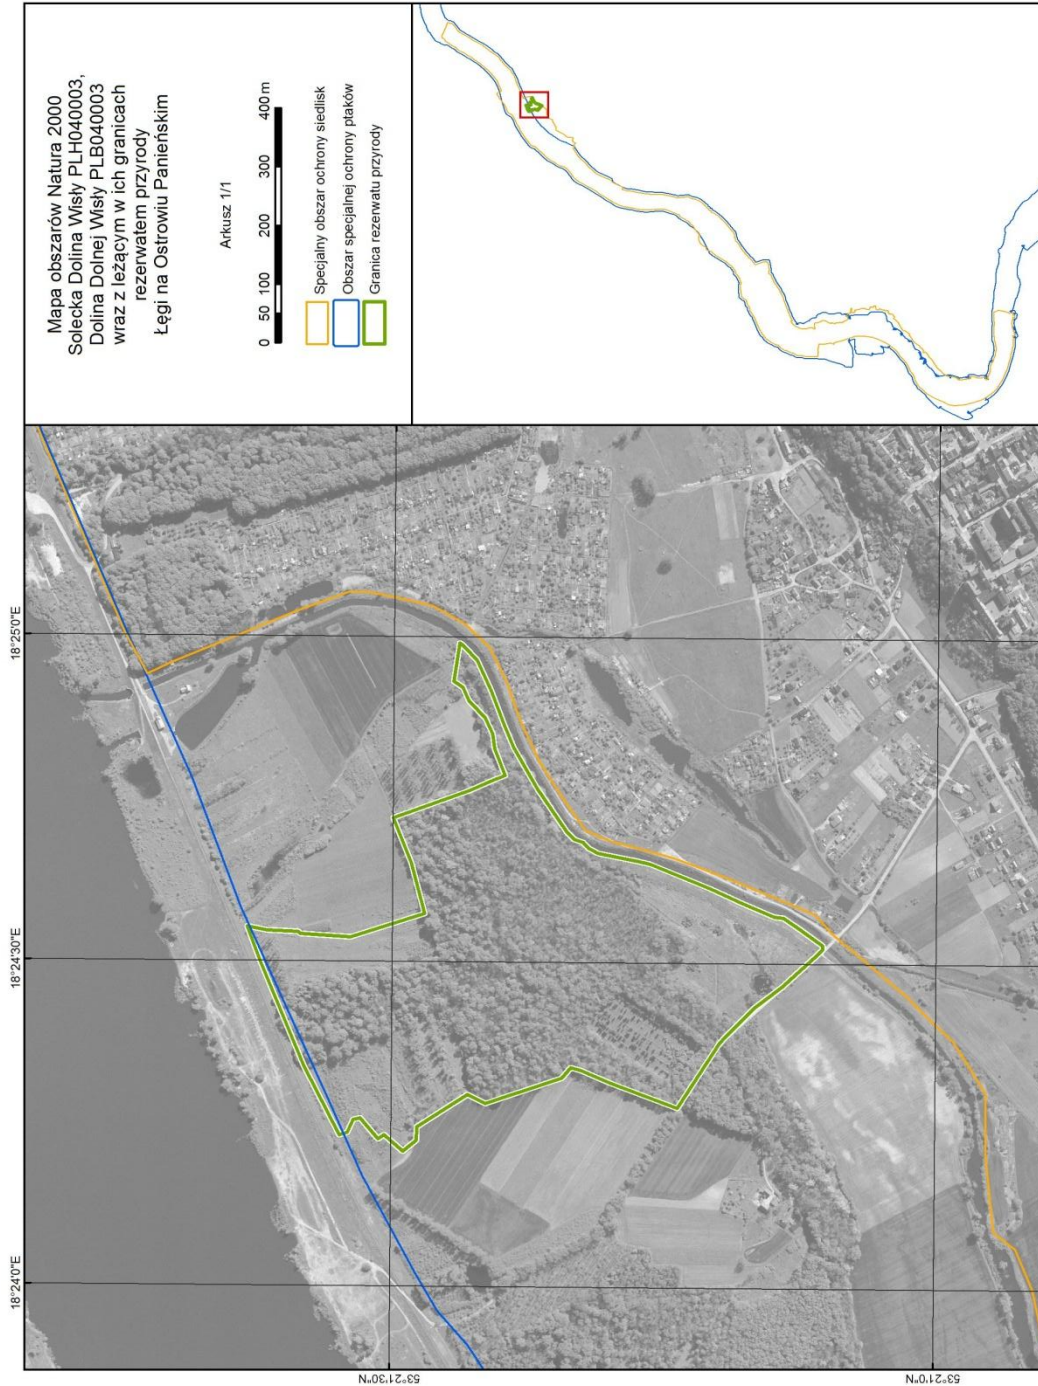 Mapa obszarów Natura 2000
Solecka Dolina Wisły PLH040003,
Dolina Dolnej Wisły PLB040003
wraz z leżącym w ich granicach
rezerwatem przyrody
Łęgi na Ostrowiu Panieńskim
Arkusz 1/1
0 50 100 200 300 400 m
Specjalny obszar ochrony siedlisk
Obszar specjalnej ochrony ptaków
Granica rezerwatu przyrody
18°24'0"E
18°24'30"E
18°25'0"E
53°21'30"N
53°21'0"N